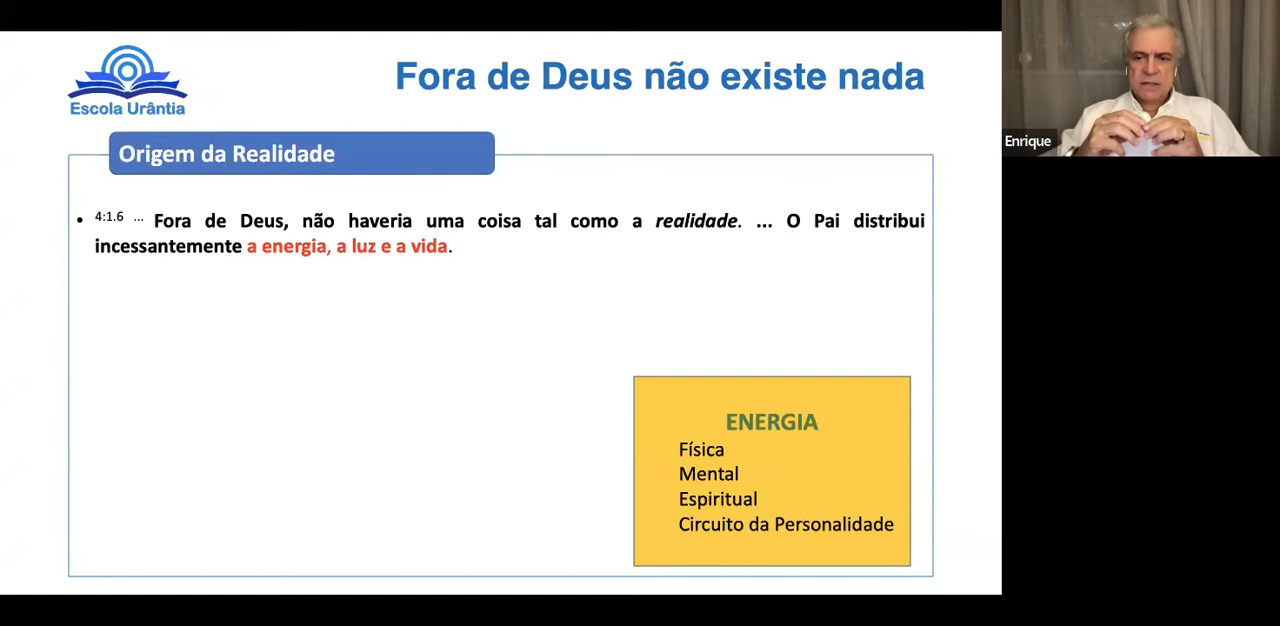 Escola Urântia
Fora de Deus não existe nada
Enrique
Origem da Realidade
• 4:1.6 ... Fora de Deus, não haveria uma coisa tal como a realidade. ... O Pai distribui
incessantemente a energia, a luz e a vida.
ENERGIA
Física
Mental
Espiritual
Circuito da Personalidade